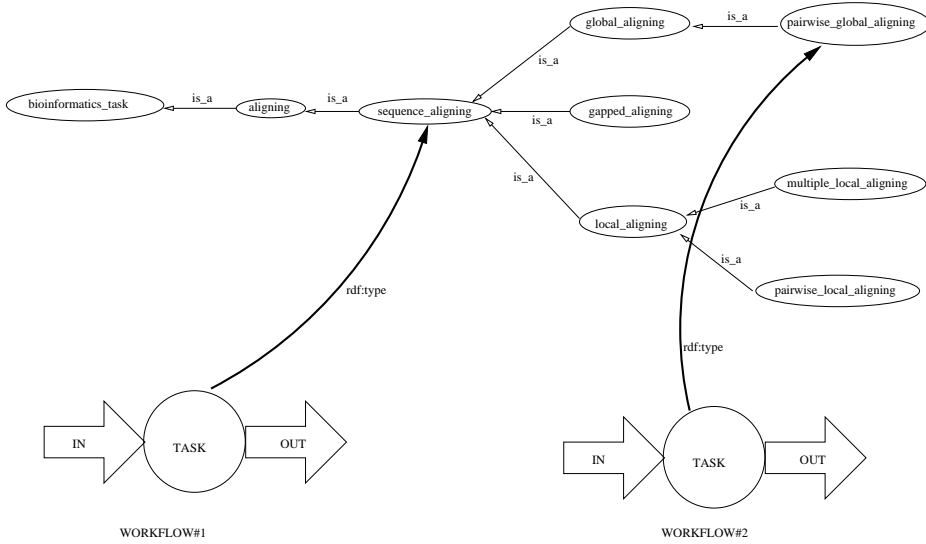 global_aligning
is_a
pairwise_global_aligning
is_a
bioinformatics_task
is_a
aligning
is_a
sequence_aligning
is_a
gapped_aligning
is_a
multiple_local_aligning
is_a
local_aligning
is_a
pairwise_local_aligning
rdf:type
rdf:type
IN
TASK
OUT
IN
TASK
OUT
WORKFLOW#1
WORKFLOW#2